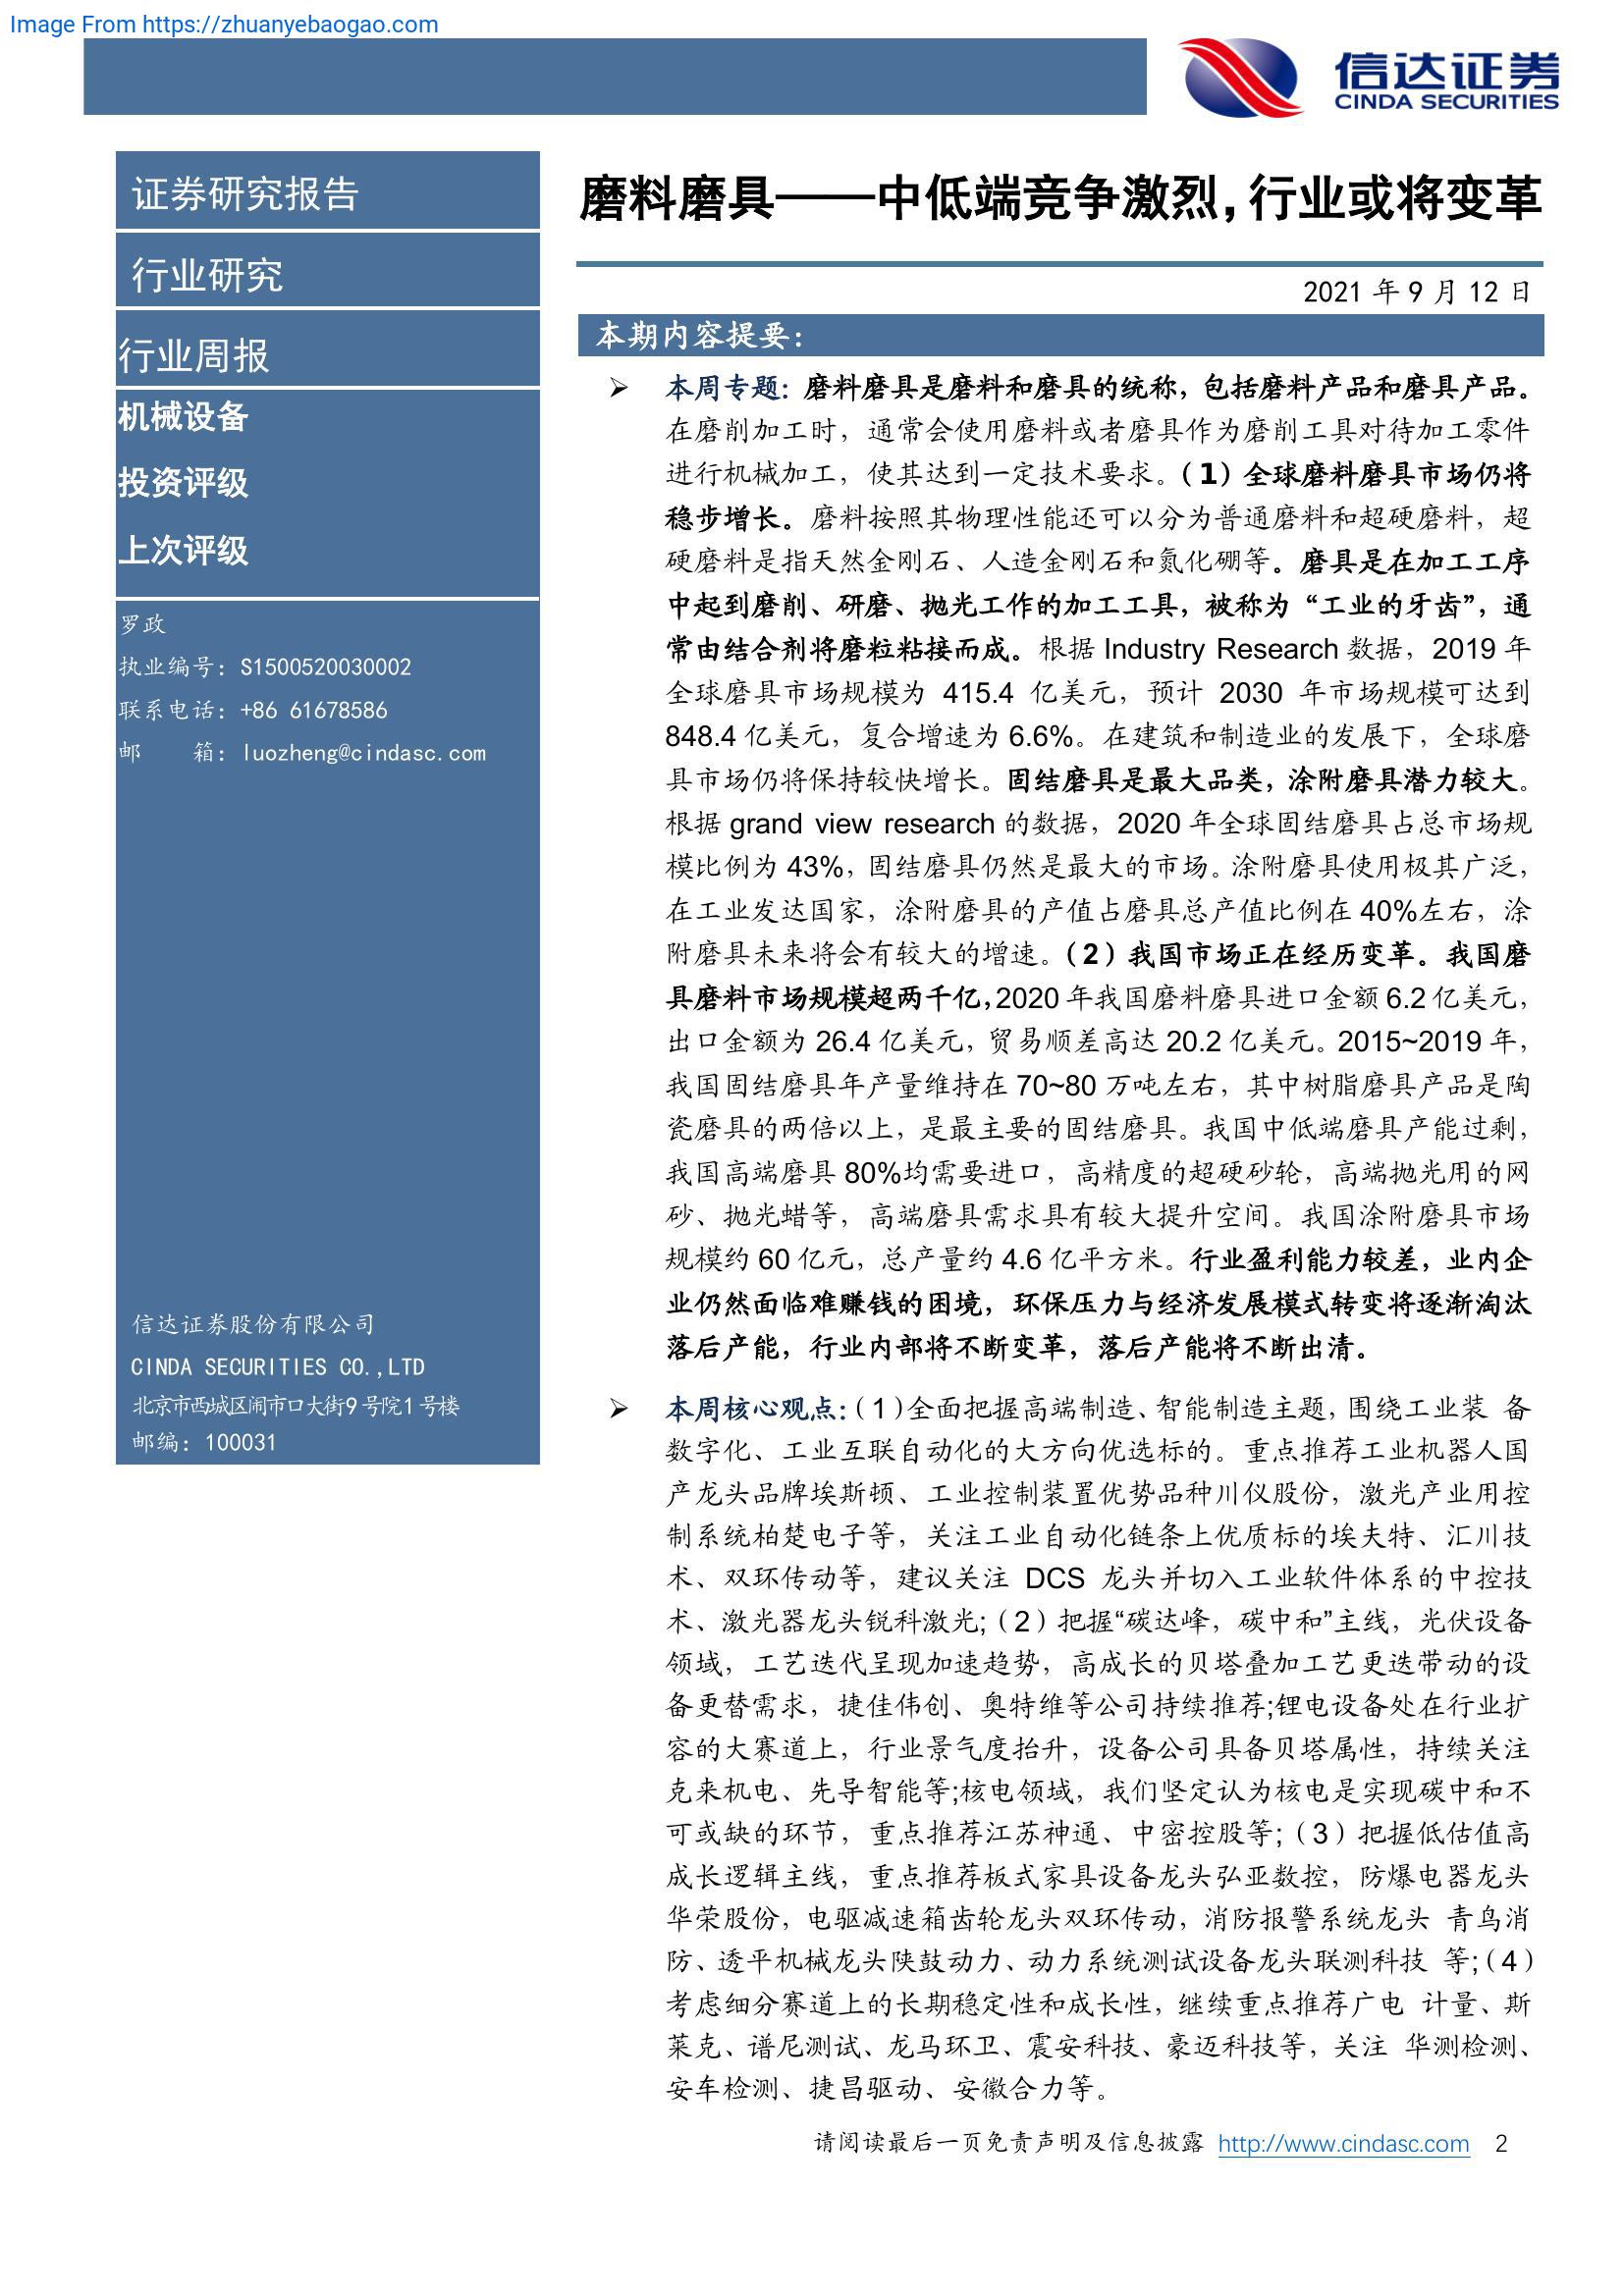 Image From https://zhuanyebaogao.com
信达证券
CINDA SECURITIES
证券研究报告
行业研究
行业周报
机械设备
投资评级
上次评级
罗政
执业编号：S1500520030002
联系电话：+86 61678586
邮 箱：luozheng@cindasc.com
信达证券股份有限公司
CINDA SECURITIES CO.,LTD
北京市西城区闹市口大街9号院1号楼
邮编：100031
磨料磨具——中低端竞争激烈，行业或将变革
2021 年 9 月 12 日
本期内容提要：
➢ 本周专题：磨料磨具是磨料和磨具的统称，包括磨料产品和磨具产品。
在磨削加工时，通常会使用磨料或者磨具作为磨削工具对待加工零件
进行机械加工，使其达到一定技术要求。（1）全球磨料磨具市场仍将
稳步增长。磨料按照其物理性能还可以分为普通磨料和超硬磨料，超
硬磨料是指天然金刚石、人造金刚石和氮化硼等。磨具是在加工工序
中起到磨削、研磨、抛光工作的加工工具，被称为“工业的牙齿”，通
常由结合剂将磨粒粘接而成。根据 Industry Research 数据，2019 年
全球磨具市场规模为 415.4 亿美元，预计 2030 年市场规模可达到
848.4 亿美元，复合增速为 6.6%。在建筑和制造业的发展下，全球磨
具市场仍将保持较快增长。固结磨具是最大品类，涂附磨具潜力较大。
根据 grand view research 的数据，2020 年全球固结磨具占总市场规
模比例为 43%，固结磨具仍然是最大的市场。涂附磨具使用极其广泛，
在工业发达国家，涂附磨具的产值占磨具总产值比例在 40%左右，涂
附磨具未来将会有较大的增速。（2）我国市场正在经历变革。我国磨
具磨料市场规模超两千亿，2020 年我国磨料磨具进口金额 6.2 亿美元，
出口金额为 26.4 亿美元，贸易顺差高达 20.2 亿美元。2015~2019 年，
我国固结磨具年产量维持在 70~80 万吨左右，其中树脂磨具产品是陶
瓷磨具的两倍以上，是最主要的固结磨具。我国中低端磨具产能过剩，
我国高端磨具 80%均需要进口，高精度的超硬砂轮，高端抛光用的网
砂、抛光蜡等，高端磨具需求具有较大提升空间。我国涂附磨具市场
规模约 60 亿元，总产量约 4.6 亿平方米。行业盈利能力较差，业内企
业仍然面临难赚钱的困境，环保压力与经济发展模式转变将逐渐淘汰
落后产能，行业内部将不断变革，落后产能将不断出清。
➢ 本周核心观点：（1）全面把握高端制造、智能制造主题，围绕工业装 备
数字化、工业互联自动化的大方向优选标的。重点推荐工业机器人国
产龙头品牌埃斯顿、工业控制装置优势品种川仪股份，激光产业用控
制系统柏楚电子等，关注工业自动化链条上优质标的埃夫特、汇川技
术、双环传动等，建议关注 DCS 龙头并切入工业软件体系的中控技
术、激光器龙头锐科激光；（2）把握“碳达峰，碳中和”主线，光伏设备
领域，工艺迭代呈现加速趋势，高成长的贝塔叠加工艺更迭带动的设
备更替需求，捷佳伟创、奥特维等公司持续推荐；锂电设备处在行业扩
容的大赛道上，行业景气度抬升，设备公司具备贝塔属性，持续关注
克来机电、先导智能等；核电领域，我们坚定认为核电是实现碳中和不
可或缺的环节，重点推荐江苏神通、中密控股等；（3）把握低估值高
成长逻辑主线，重点推荐板式家具设备龙头弘亚数控，防爆电器龙头
华荣股份，电驱减速箱齿轮龙头双环传动，消防报警系统龙头 青鸟消
防、透平机械龙头陕鼓动力、动力系统测试设备龙头联测科技 等；（4）
考虑细分赛道上的长期稳定性和成长性，继续重点推荐广电 计量、斯
莱克、谱尼测试、龙马环卫、震安科技、豪迈科技等，关注 华测检测、
安车检测、捷昌驱动、安徽合力等。
请阅读最后一页免责声明及信息披露 http://www.cindasc.com 2